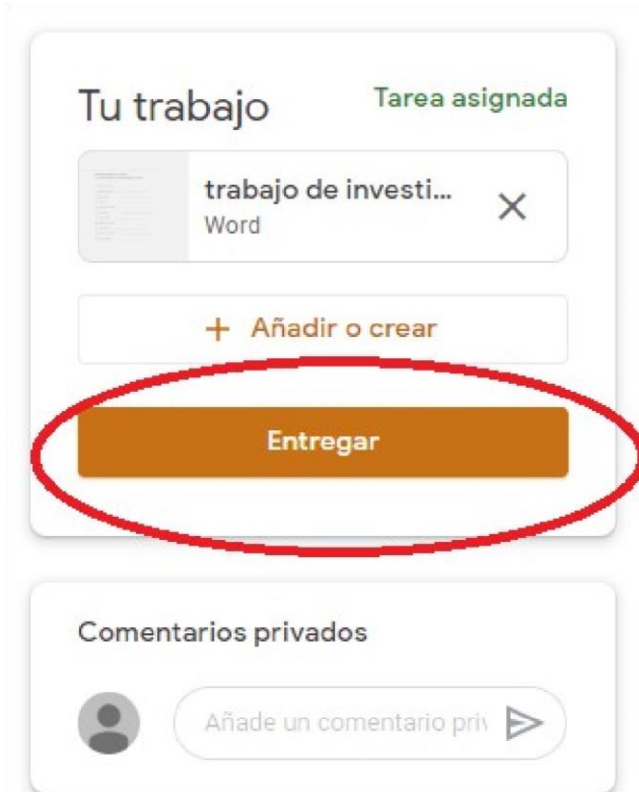 Tu trabajo
Tarea asignada
trabajo de investi...
Word
+ Añadir o crear
Entregar
Comentarios privados
Añade un comentario priv